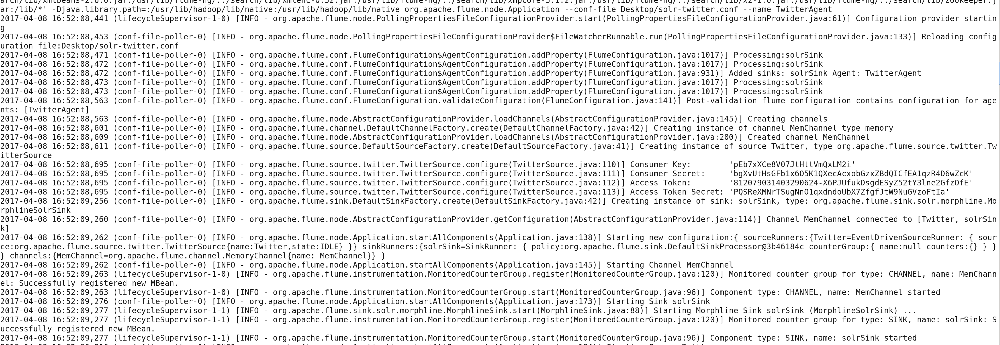 arch/lib/xmlbeans-2.6.0.jar:/usr/lib/flume-ng/../search/lib/xmlenc-0.52.jar:/usr/lib/flume-ng/../search/lib/xmpcore-5.1.2.jar:/usr/lib/flume-ng/../search/lib/xz-1.0.jar:/usr/lib/flume-ng/../search/lib/zookeeper.j
ar:/lib/*' -Djava.library.path=:/usr/lib/hadoop/lib/native:/usr/lib/hadoop/lib/native org.apache.flume.node.Application --conf-file Desktop/solr-twitter.conf --name TwitterAgent
2017-04-08 16:52:08,441 (lifecycleSupervisor-1-0) [INFO - org.apache.flume.node.PollingPropertiesFileConfigurationProvider.start(PollingPropertiesFileConfigurationProvider.java:61)] Configuration provider startin
g
2017-04-08 16:52:08,453 (conf-file-poller-0) [INFO - org.apache.flume.node.PollingPropertiesFileConfigurationProvider$FileWatcherRunnable.run(PollingPropertiesFileConfigurationProvider.java:133)] Reloading config
uration file:Desktop/solr-twitter.conf
2017-04-08 16:52:08,471 (conf-file-poller-0) [INFO - org.apache.flume.conf.FlumeConfiguration$AgentConfiguration.addProperty(FlumeConfiguration.java:1017)] Processing:solrSink
2017-04-08 16:52:08,472 (conf-file-poller-0) [INFO - org.apache.flume.conf.FlumeConfiguration$AgentConfiguration.addProperty(FlumeConfiguration.java:1017)] Processing:solrSink
2017-04-08 16:52:08,472 (conf-file-poller-0) [INFO - org.apache.flume.conf.FlumeConfiguration$AgentConfiguration.addProperty(FlumeConfiguration.java:931)] Added sinks: solrSink Agent: TwitterAgent
2017-04-08 16:52:08,473 (conf-file-poller-0) [INFO - org.apache.flume.conf.FlumeConfiguration$AgentConfiguration.addProperty(FlumeConfiguration.java:1017)] Processing:solrSink
2017-04-08 16:52:08,473 (conf-file-poller-0) [INFO - org.apache.flume.conf.FlumeConfiguration$AgentConfiguration.addProperty(FlumeConfiguration.java:1017)] Processing:solrSink
2017-04-08 16:52:08,563 (conf-file-poller-0) [INFO - org.apache.flume.conf.FlumeConfiguration.validateConfiguration(FlumeConfiguration.java:141)] Post-validation flume configuration contains configuration for age
nts: [TwitterAgent]
2017-04-08 16:52:08,563 (conf-file-poller-0) [INFO - org.apache.flume.node.AbstractConfigurationProvider.loadChannels(AbstractConfigurationProvider.java:145)] Creating channels
2017-04-08 16:52:08,601 (conf-file-poller-0) [INFO - org.apache.flume.channel.DefaultChannelFactory.create(DefaultChannelFactory.java:42)] Creating instance of channel MemChannel type memory
2017-04-08 16:52:08,609 (conf-file-poller-0) [INFO - org.apache.flume.node.AbstractConfigurationProvider.loadChannels(AbstractConfigurationProvider.java:200)] Created channel MemChannel
2017-04-08 16:52:08,611 (conf-file-poller-0) [INFO - org.apache.flume.source.DefaultSourceFactory.create(DefaultSourceFactory.java:41)] Creating instance of source Twitter, type org.apache.flume.source.twitter.Tw
itterSource
2017-04-08 16:52:08,695 (conf-file-poller-0) [INFO - org.apache.flume.source.twitter.TwitterSource.configure(TwitterSource.java:110)] Consumer Key:        'pEb7xXCe8V07JtHttVmQxLM2i'
2017-04-08 16:52:08,695 (conf-file-poller-0) [INFO - org.apache.flume.source.twitter.TwitterSource.configure(TwitterSource.java:111)] Consumer Secret:     'bgXvUtHsGFb1x6O5K1QXecAcxobGzxZBdQICfEA1qzR4D6wZcK'
2017-04-08 16:52:08,695 (conf-file-poller-0) [INFO - org.apache.flume.source.twitter.TwitterSource.configure(TwitterSource.java:112)] Access Token:        '812079031403290624-X6PJUfukDsgdESyZ52tY3lne2GfzOfE'
2017-04-08 16:52:08,695 (conf-file-poller-0) [INFO - org.apache.flume.source.twitter.TwitterSource.configure(TwitterSource.java:113)] Access Token Secret: 'PQSReXMNrTSugNnO1qxdndoUbX7ZfgfJtW9NuGVzoFtIa'
2017-04-08 16:52:09,256 (conf-file-poller-0) [INFO - org.apache.flume.sink.DefaultSinkFactory.create(DefaultSinkFactory.java:42)] Creating instance of sink: solrSink, type: org.apache.flume.sink.solr.morphline.Mo
rphlineSolrSink
2017-04-08 16:52:09,260 (conf-file-poller-0) [INFO - org.apache.flume.node.AbstractConfigurationProvider.getConfiguration(AbstractConfigurationProvider.java:114)] Channel MemChannel connected to [Twitter, solrSin
k]
2017-04-08 16:52:09,262 (conf-file-poller-0) [INFO - org.apache.flume.node.Application.startAllComponents(Application.java:138)] Starting new configuration:{ sourceRunners:{Twitter=EventDrivenSourceRunner: { sour
ce:org.apache.flume.source.twitter.TwitterSource{name:Twitter,state:IDLE} }} sinkRunners:{solrSink=SinkRunner: { policy:org.apache.flume.sink.DefaultSinkProcessor@3b46184c counterGroup:{ name:null counters:{} } }
} channels:{MemChannel=org.apache.flume.channel.MemoryChannel{name: MemChannel}} }
2017-04-08 16:52:09,262 (conf-file-poller-0) [INFO - org.apache.flume.node.Application.startAllComponents(Application.java:145)] Starting Channel MemChannel
2017-04-08 16:52:09,263 (lifecycleSupervisor-1-0) [INFO - org.apache.flume.instrumentation.MonitoredCounterGroup.register(MonitoredCounterGroup.java:120)] Monitored counter group for type: CHANNEL, name: MemChann
el: Successfully registered new MBean.
2017-04-08 16:52:09,263 (lifecycleSupervisor-1-0) [INFO - org.apache.flume.instrumentation.MonitoredCounterGroup.start(MonitoredCounterGroup.java:96)] Component type: CHANNEL, name: MemChannel started
2017-04-08 16:52:09,276 (conf-file-poller-0) [INFO - org.apache.flume.node.Application.startAllComponents(Application.java:173)] Starting Sink solrSink
2017-04-08 16:52:09,277 (lifecycleSupervisor-1-1) [INFO - org.apache.flume.sink.solr.morphline.MorphlineSink.start(MorphlineSink.java:88)] Starting Morphline Sink solrSink (MorphlineSolrSink) ...
2017-04-08 16:52:09,277 (lifecycleSupervisor-1-1) [INFO - org.apache.flume.instrumentation.MonitoredCounterGroup.register(MonitoredCounterGroup.java:120)] Monitored counter group for type: SINK, name: solrSink: S
uccessfully registered new MBean.
2017-04-08 16:52:09,277 (lifecycleSupervisor-1-1) [INFO - org.apache.flume.instrumentation.MonitoredCounterGroup.start(MonitoredCounterGroup.java:96)] Component type: SINK, name: solrSink started